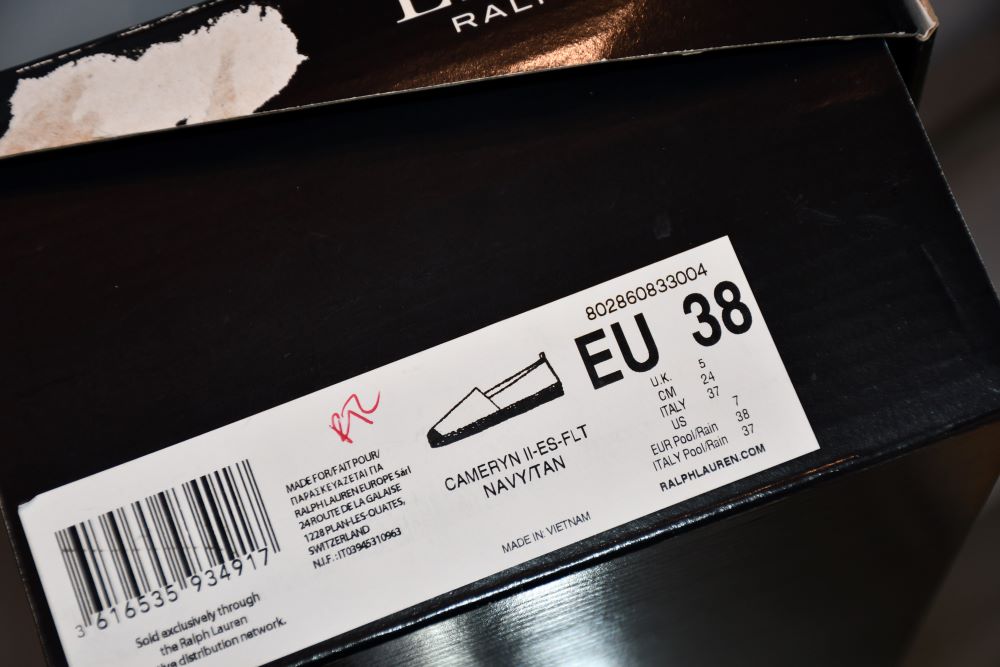 RALP
802860833004
EU 38
U.K. 5
CM 24
ITALY 37
US 7
EUR Pool/Rain 38
ITALY Pool/Rain 37
RALPHLAUREN.COM
CAMERYN II-ES-FLT
NAVY/TAN
MADE IN: VIETNAM
MADE FOR/FAIT POUR/
ΠΑΡΑΣΚΕΥΑΖΕΤΑΙ ΓΙΑ
RALPH LAUREN EUROPE Sàrl
24 ROUTE DE LA GALAISE
1228 PLAN-LES-OUATES,
SWITZERLAND
N.I.F.:IT03945310963
3 616535 934917
Sold exclusively through
the Ralph Lauren
distribution network.